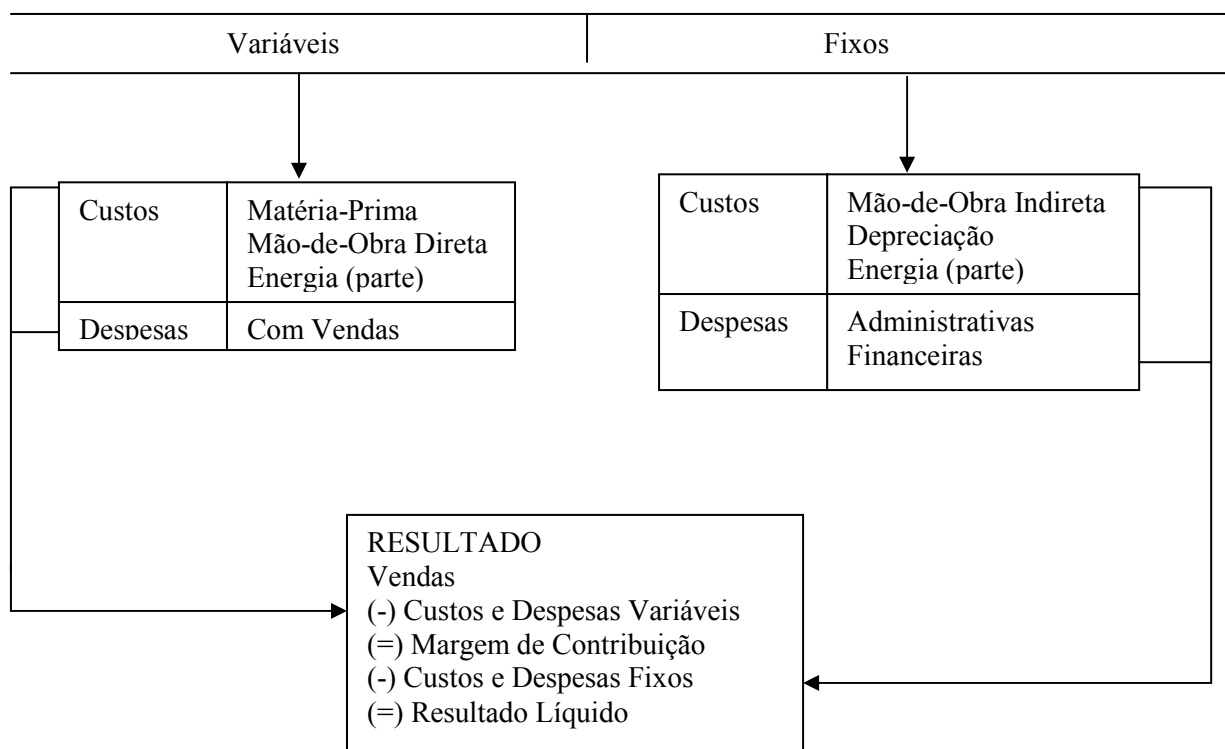 Variáveis Fixos
Custos Matéria-Prima
Mão-de-Obra Direta
Energia (parte)
Despesas Com Vendas
Custos Mão-de-Obra Indireta
Depreciação
Energia (parte)
Despesas Administrativas
Financeiras
RESULTADO
Vendas
(-) Custos e Despesas Variáveis
(=) Margem de Contribuição
(-) Custos e Despesas Fixos
(=) Resultado Líquido